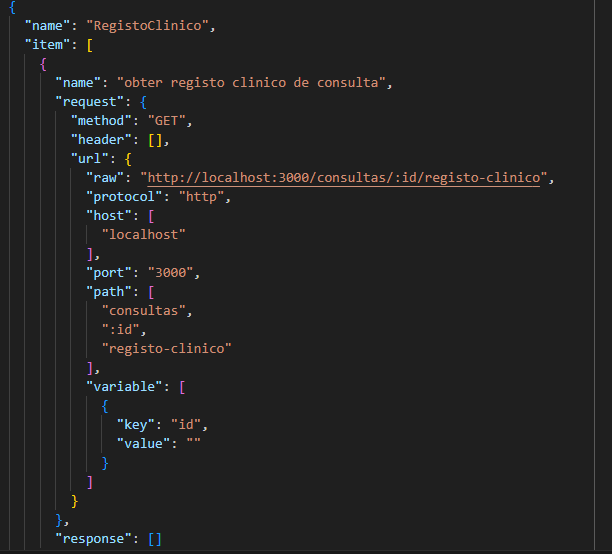 {
"name": "RegistoClinico",
"item": [
{
"name": "obter registo clinico de consulta",
"request": {
"method": "GET",
"header": [],
"url": {
"raw": "http://localhost:3000/consultas/:id/registo-clinico",
"protocol": "http",
"host": [
"localhost"
],
"port": "3000",
"path": [
"consultas",
":id",
"registo-clinico"
],
"variable": [
{
"key": "id",
"value": ""
}
]
}
},
"response": []